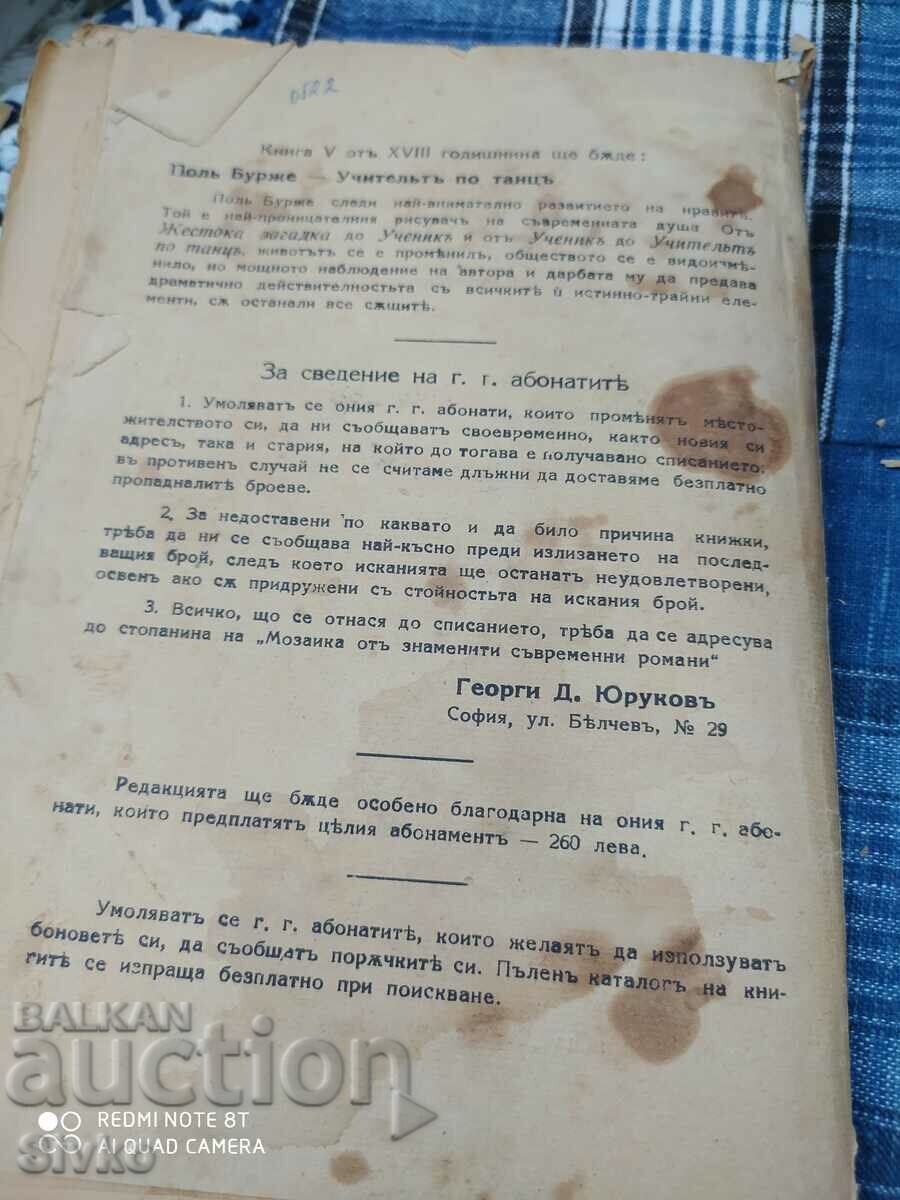 0522
Книга V отъ XVIII годишнина ще бѫде:
Поль Бурже — Учительтъ по танцъ
Поль Бурже следи най-внимателно развитието на нравитѣ.
Той е най-проницателния рисувачъ на съвременната душа Отъ
Жестока загадка до Ученикъ и отъ Ученикъ до Учительтъ
по танцъ, животътъ се е промѣнилъ, обществото се е видоизмѣ-
нило, но мощното наблюдение на автора и дарбата му да предава
драматично действителностьта съ всичкитѣ ѝ истинно-трайни еле-
менти, сѫ останали все сѫщитѣ.
За сведение на г. г. абонатитѣ
1. Умоляватъ се ония г. г. абонати, които промѣнятъ мѣсто-
жителството си, да ни съобщаватъ своевременно, както новия си
адресъ, така и стария, на който до тогава е получавано списанието;
въ противенъ случай не се считаме длъжни да доставяме безплатно
пропадналитѣ броеве.
2. За недоставени по каквато и да било причина книжки,
трѣба да ни се съобщава най-късно преди излизането на послед-
ващия брой, следъ което исканията ще останатъ неудовлетворени,
освенъ ако сѫ придружени съ стойностьта на искания брой.
3. Всичко, що се отнася до списанието, трѣба да се адресува
до стопанина на „Мозаика отъ знаменити съвременни романи“
Георги Д. Юруковъ
София, ул. Бѣлчевъ, № 29
Редакцията ще бѫде особено благодарна на ония г. г. або-
нати, който предплатятъ цѣлия абонаментъ — 260 лева.
Умоляватъ се г. г. абонатитѣ, които желаятъ да използуватъ
боноветѣ си, да съобщатъ порѫчкитѣ си. Пъленъ каталогъ на кни-
гитѣ се изпраща безплатно при поискване.
BALKAN
auction
REDMI NOTE 8T
AI QUAD CAMERA
Sivko